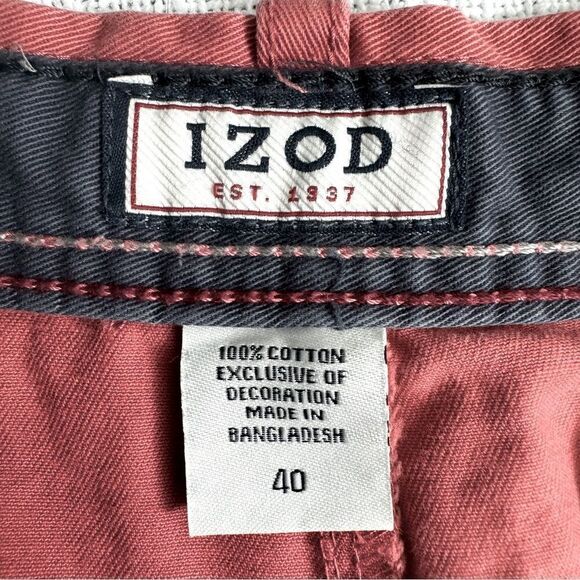 IZOD
EST. 1937
100% COTTON
EXCLUSIVE OF
DECORATION
MADE IN
BANGLADESH
40